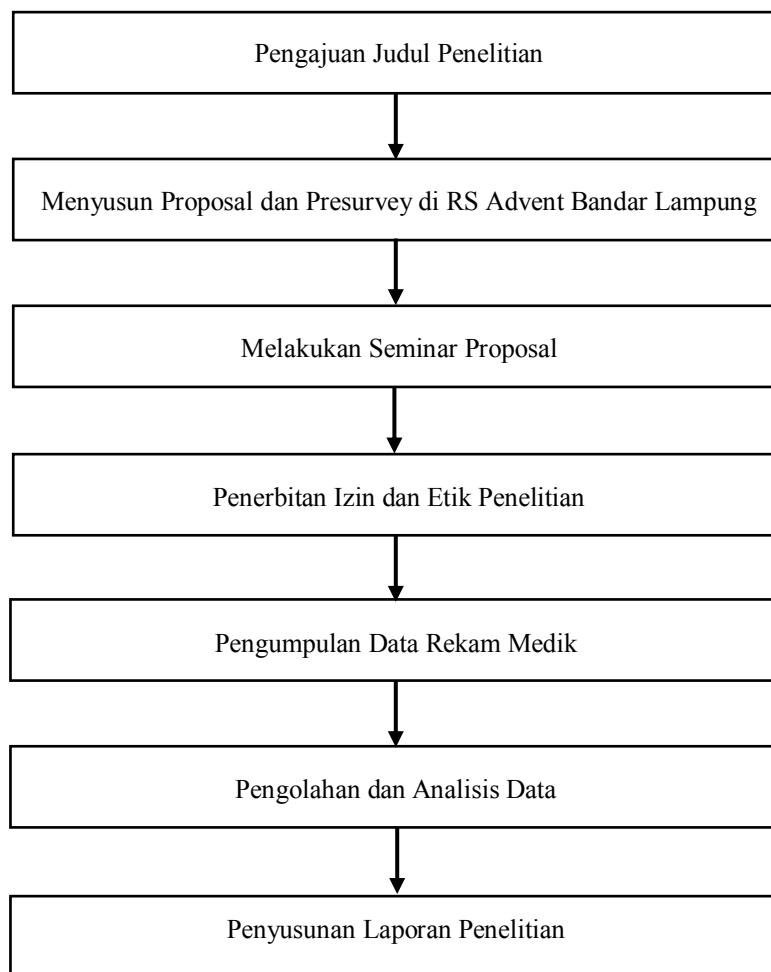 Pengajuan Judul Penelitian
Menyusun Proposal dan Presurvey di RS Advent Bandar Lampung
Melakukan Seminar Proposal
Penerbitan Izin dan Etik Penelitian
Pengumpulan Data Rekam Medik
Pengolahan dan Analisis Data
Penyusunan Laporan Penelitian